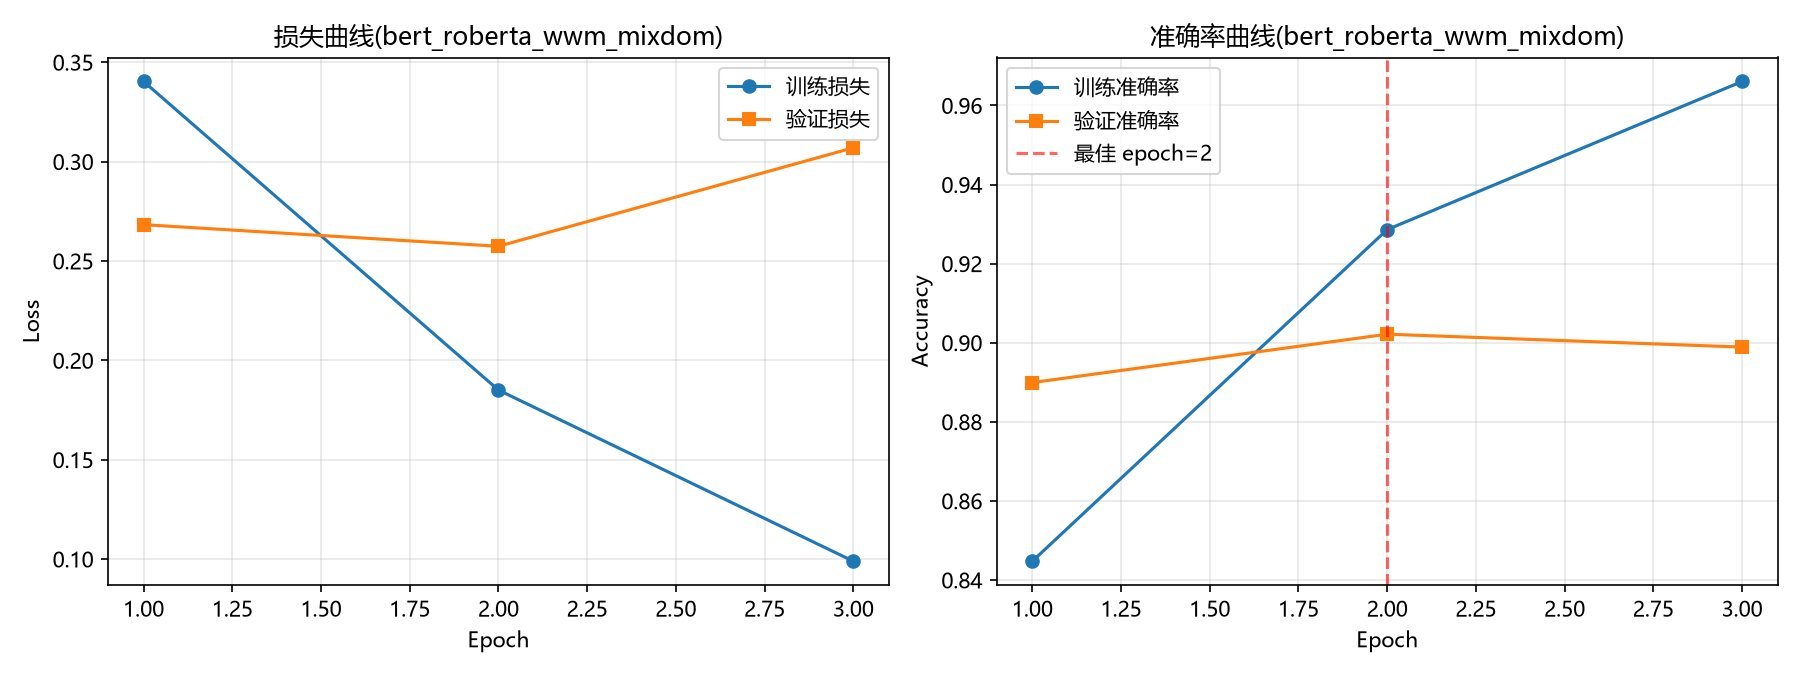 损失曲线(bert_roberta_wwm_mixdom)
训练损失
验证损失
0.35
0.30
0.25
0.20
0.15
0.10
Loss
1.00 1.25 1.50 1.75 2.00 2.25 2.50 2.75 3.00
Epoch
准确率曲线(bert_roberta_wwm_mixdom)
训练准确率
验证准确率
最佳 epoch=2
0.96
0.94
0.92
0.90
0.88
0.86
0.84
Accuracy
1.00 1.25 1.50 1.75 2.00 2.25 2.50 2.75 3.00
Epoch